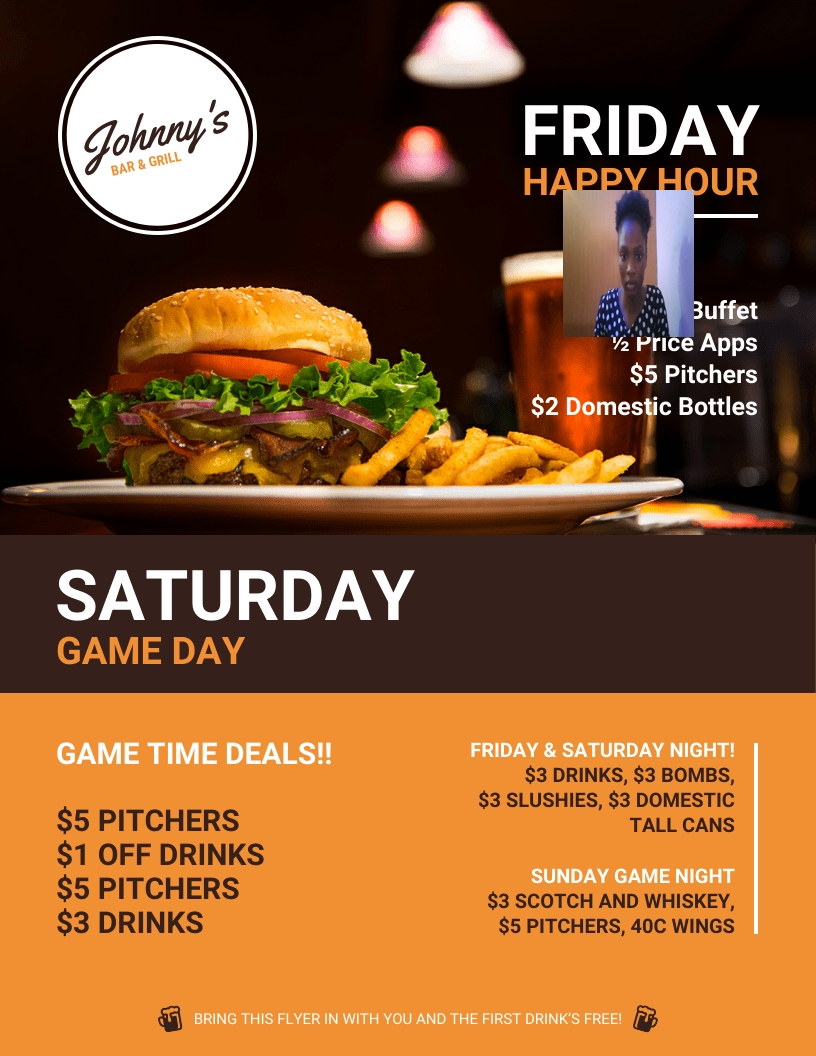 Johnny's
BAR & GRILL
FRIDAY
HAPPY HOUR
Buffet
½ Price Apps
$5 Pitchers
$2 Domestic Bottles
SATURDAY
GAME DAY
GAME TIME DEALS!!
$5 PITCHERS
$1 OFF DRINKS
$5 PITCHERS
$3 DRINKS
FRIDAY & SATURDAY NIGHT!
$3 DRINKS, $3 BOMBS,
$3 SLUSHIES, $3 DOMESTIC
TALL CANS
SUNDAY GAME NIGHT
$3 SCOTCH AND WHISKEY,
$5 PITCHERS, 40C WINGS
BRING THIS FLYER IN WITH YOU AND THE FIRST DRINK'S FREE!